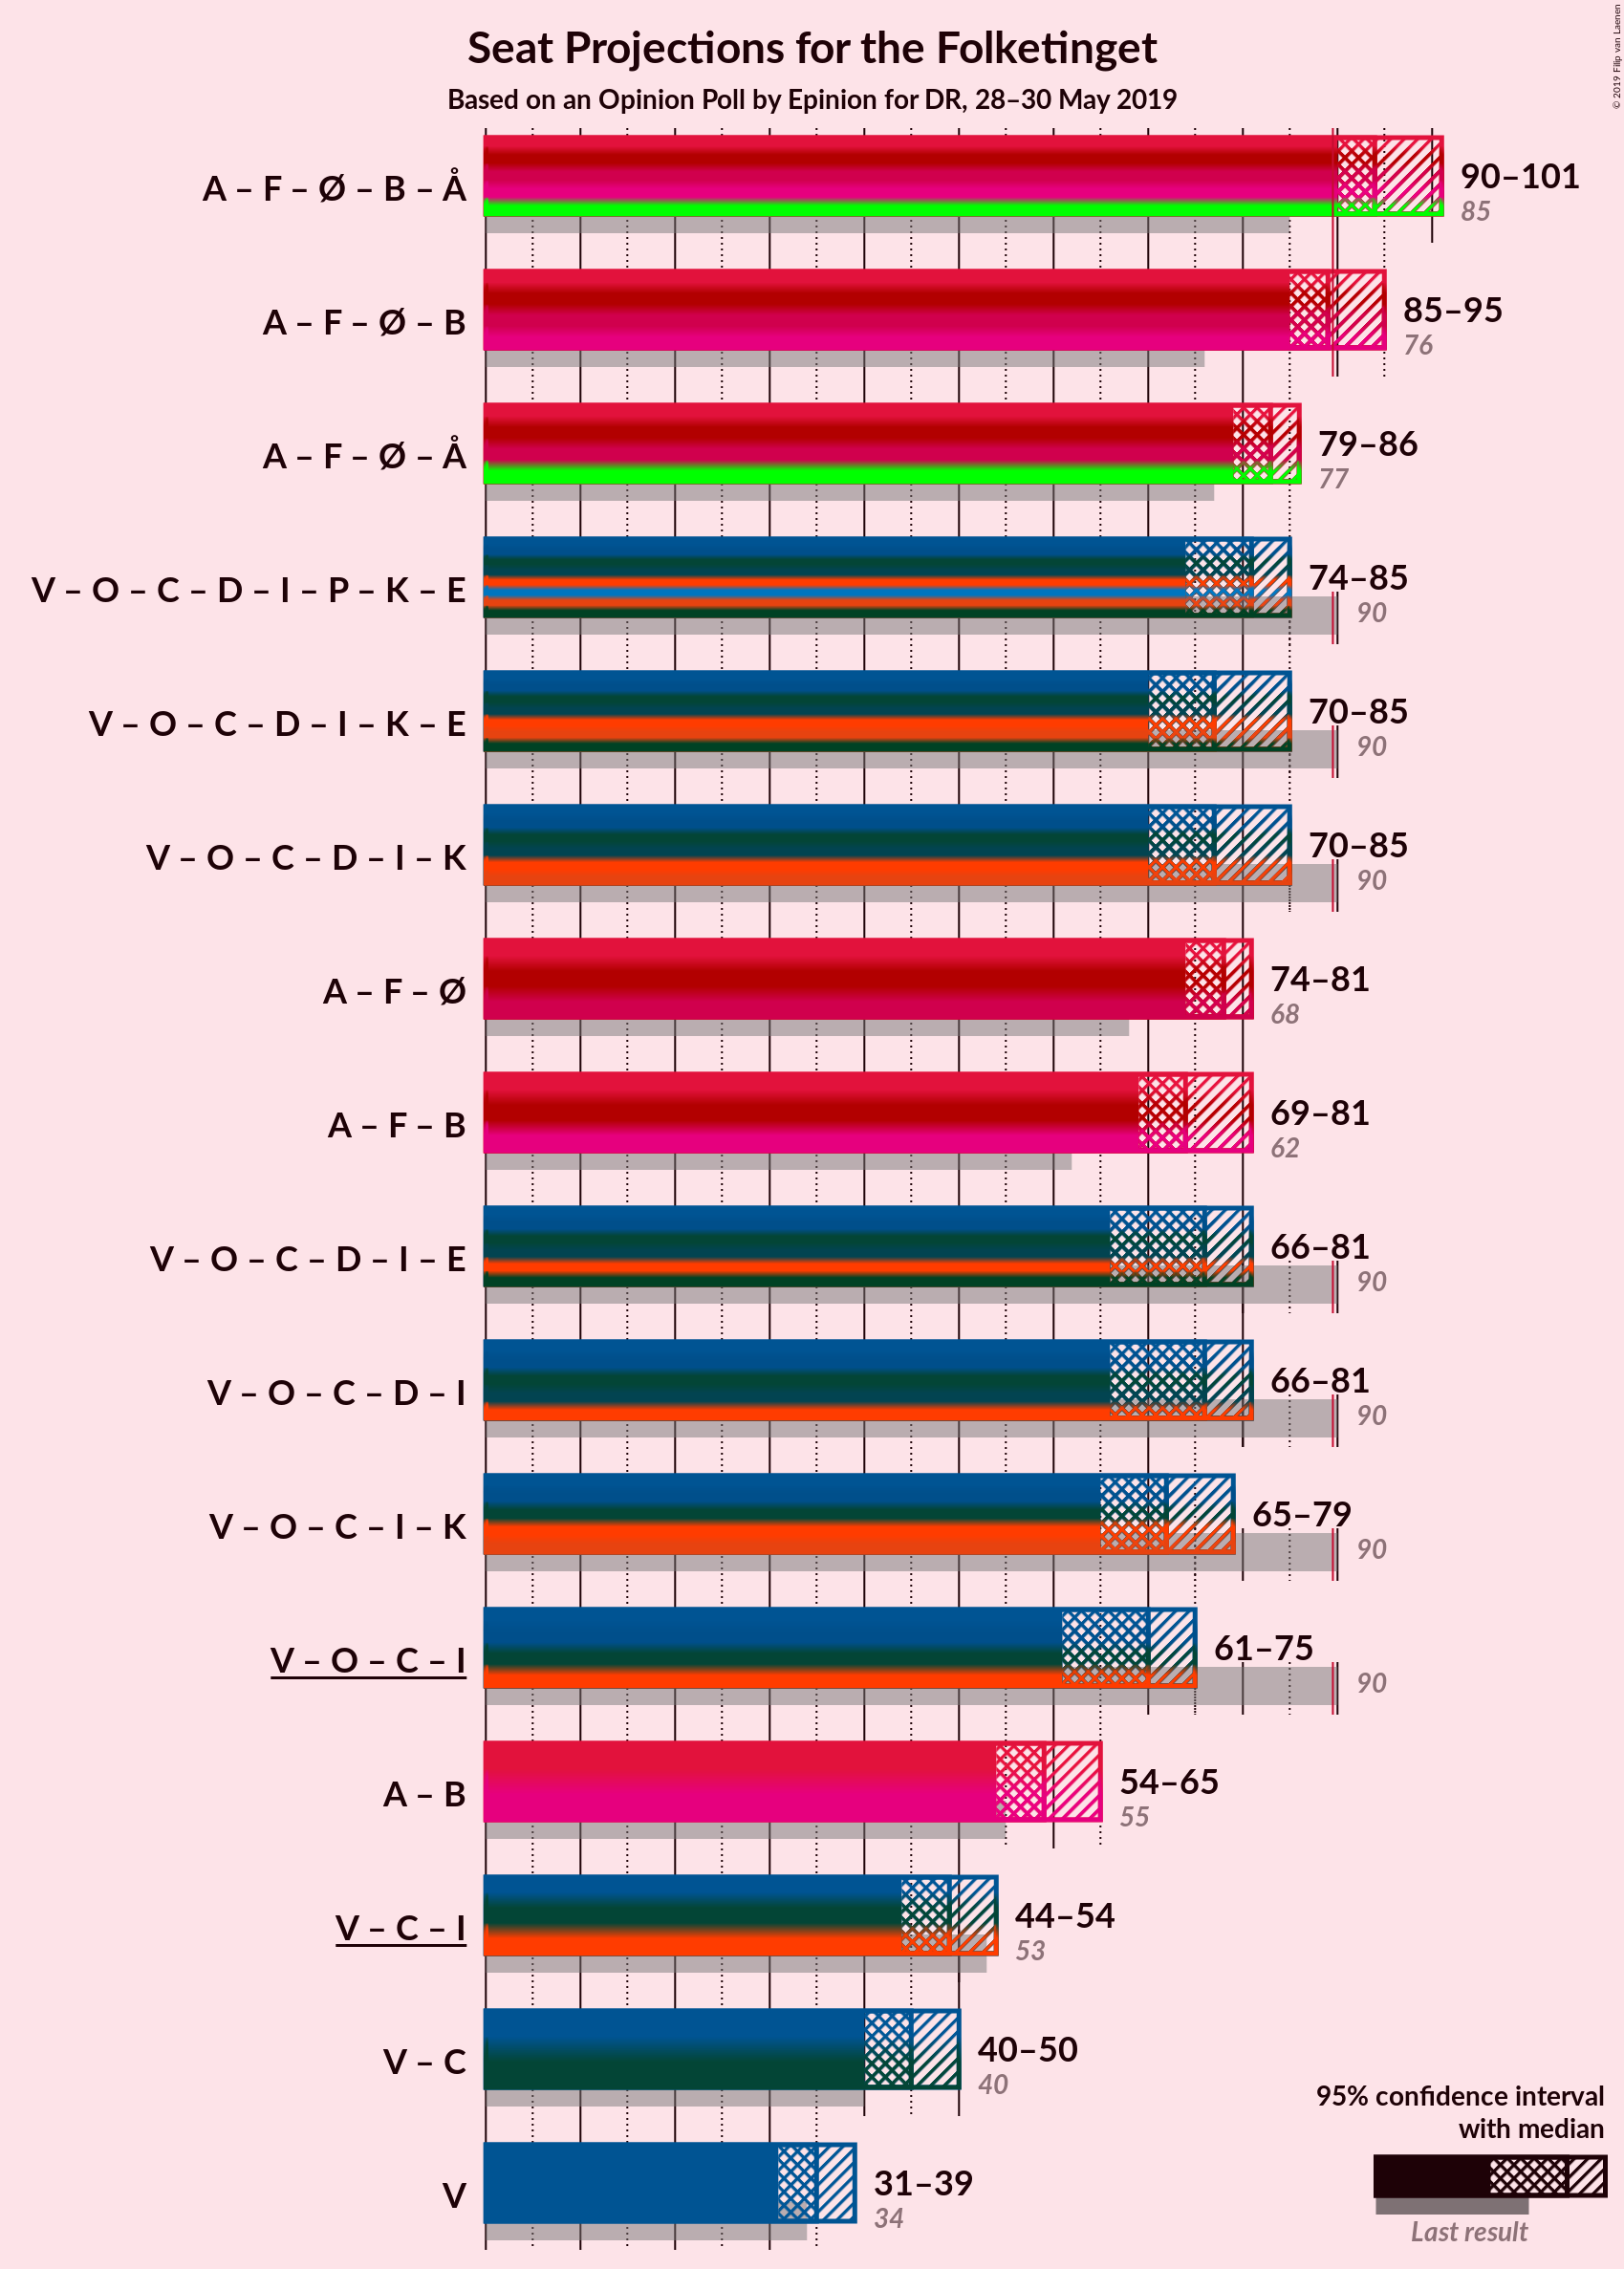 Seat Projections for the Folketinget
Based on an Opinion Poll by Epinion for DR, 28–30 May 2019
© 2019 Filip van Laenen
A – F – Ø – B – Å
90–101
85
A – F – Ø – B
85–95
76
A – F – Ø – Å
79–86
77
V – O – C – D – I – P – K – E
74–85
90
V – O – C – D – I – K – E
70–85
90
V – O – C – D – I – K
70–85
90
A – F – Ø
74–81
68
A – F – B
69–81
62
V – O – C – D – I – E
66–81
90
V – O – C – D – I
66–81
90
V – O – C – I – K
65–79
90
V – O – C – I
61–75
90
A – B
54–65
55
V – C – I
44–54
53
V – C
40–50
40
V
31–39
34
95% confidence interval
with median
Last result